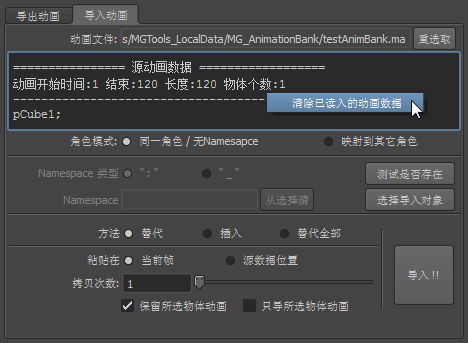 导出动画 导入动画
动画文件: s/MGTools_LocalData/MG_AnimationBank/testAnimBank.ma 重选取
================ 源动画数据 ==================
动画开始时间:1 结束:120 长度:120 物体个数:1
----------------------------------------
清除已读入的动画数据
pCube1;
角色模式: 同一角色 / 无Namesapce 映射到其它角色
Namespace 类型 ":" "_" 测试是否存在
Namespace 从选择猜 选择导入对象
方法 替代 插入 替代全部
粘贴在 当前帧 源数据位置
拷贝次数: 1
导入 !!
保留所选物体动画 只导所选物体动画